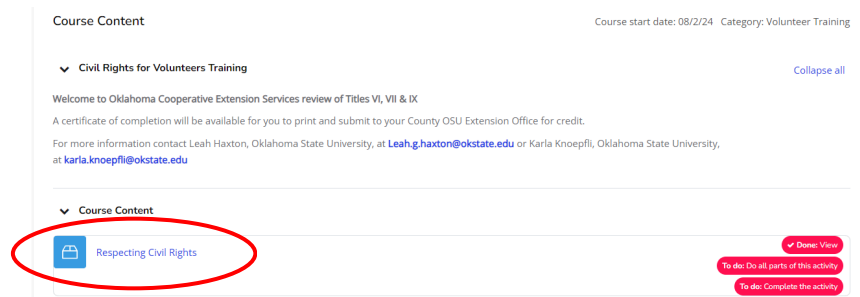 Course Content
Course start date: 08/2/24 Category: Volunteer Training
Civil Rights for Volunteers Training
Collapse all
Welcome to Oklahoma Cooperative Extension Services review of Titles VI, VII & IX
A certificate of completion will be available for you to print and submit to your County OSU Extension Office for credit.
For more information contact Leah Haxton, Oklahoma State University, at Leah.g.haxton@okstate.edu or Karla Knoepfli, Oklahoma State University,
at karla.knoepfli@okstate.edu
Course Content
Respecting Civil Rights
Done: View
To do: Do all parts of this activity
To do: Complete the activity